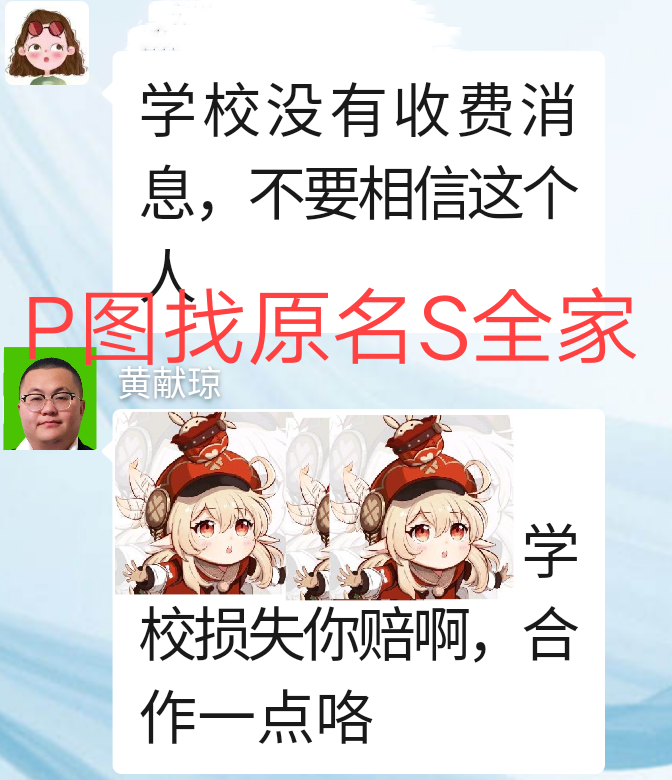 学校没有收费消
息，不要相信这个
人
P图找原名S全家
黄献琼
学
校损失你赔啊，合
作一点咯